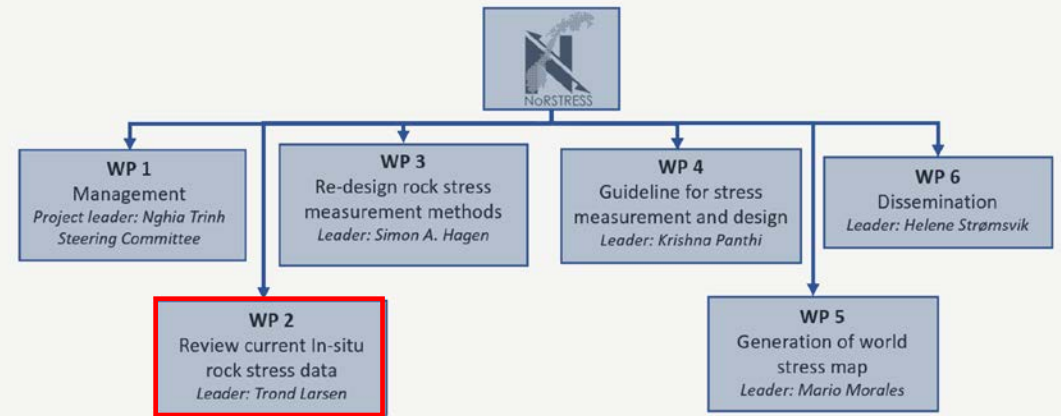 NORSTRESS
WP 1
Management
Project leader: Nghia Trinh
Steering Committee
WP 3
Re-design rock stress
measurement methods
Leader: Simon A. Hagen
WP 4
Guideline for stress
measurement and design
Leader: Krishna Panthi
WP 6
Dissemination
Leader: Helene Strømsvik
WP 2
Review current In-situ
rock stress data
Leader: Trond Larsen
WP 5
Generation of world
stress map
Leader: Mario Morales